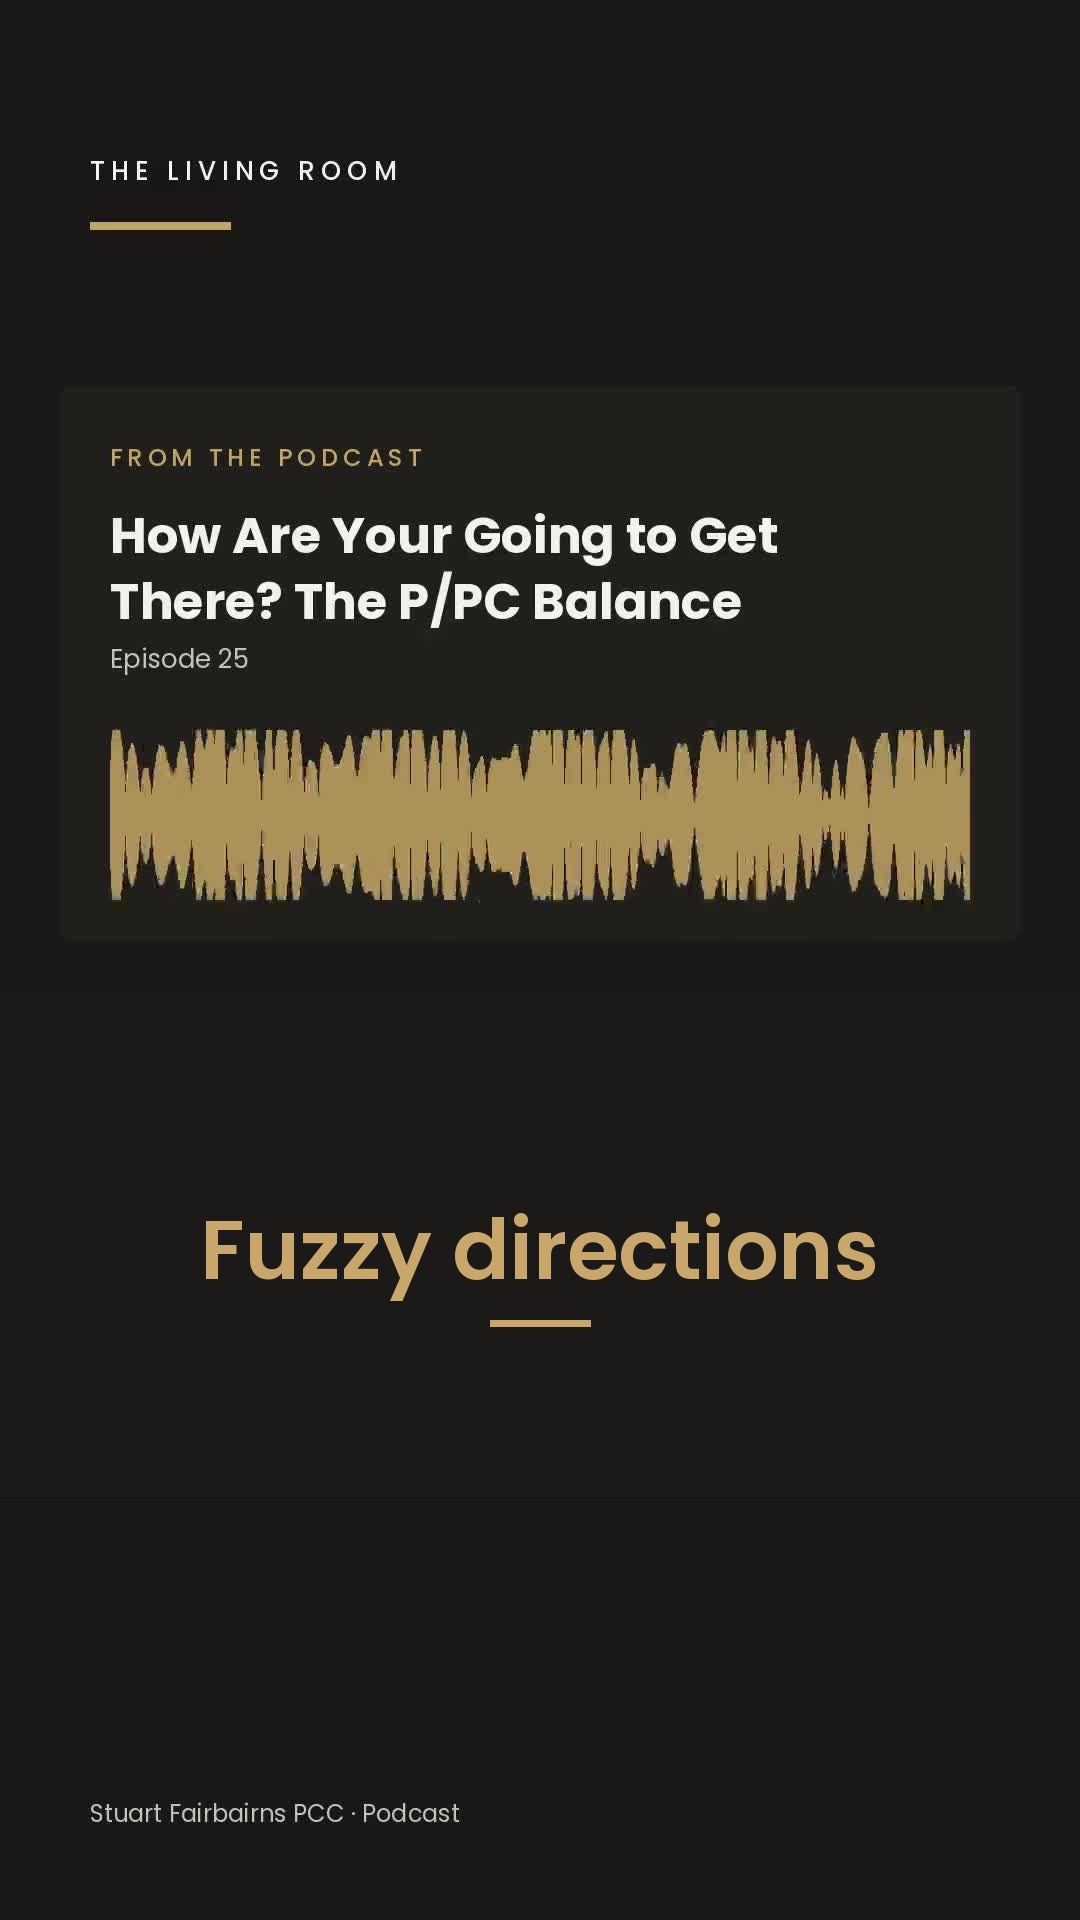 THE LIVING ROOM
FROM THE PODCAST
How Are Your Going to Get
There? The P/PC Balance
Episode 25
Fuzzy directions
Stuart Fairbairns PCC · Podcast